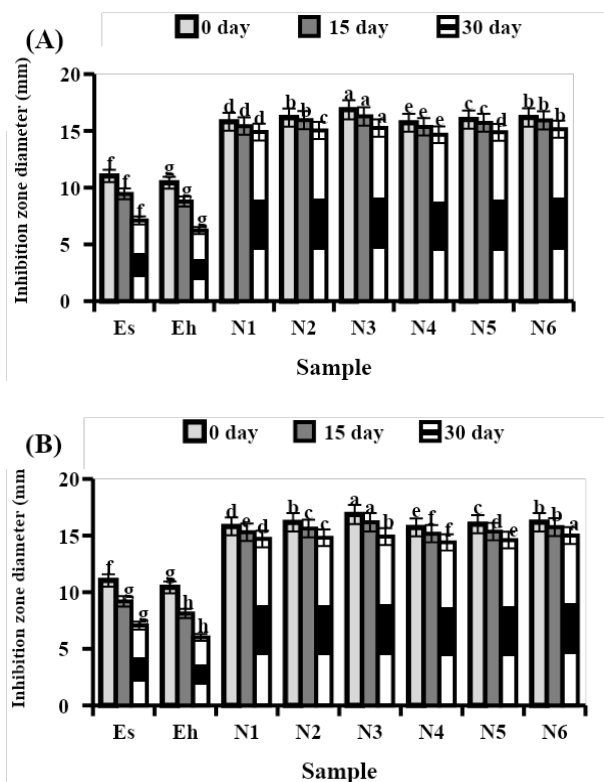 (A)
0 day 15 day 30 day
Inhibition zone diameter (mm)
20
15
10
5
0
f f f g g g d d d b b c a a a e e e c c d b b b
Es Eh N1 N2 N3 N4 N5 N6
Sample
(B)
0 day 15 day 30 day
Inhibition zone diameter (mm
20
15
10
5
0
f g g g h h d e d b c c a a b e f f c d e b b a
Es Eh N1 N2 N3 N4 N5 N6
Sample